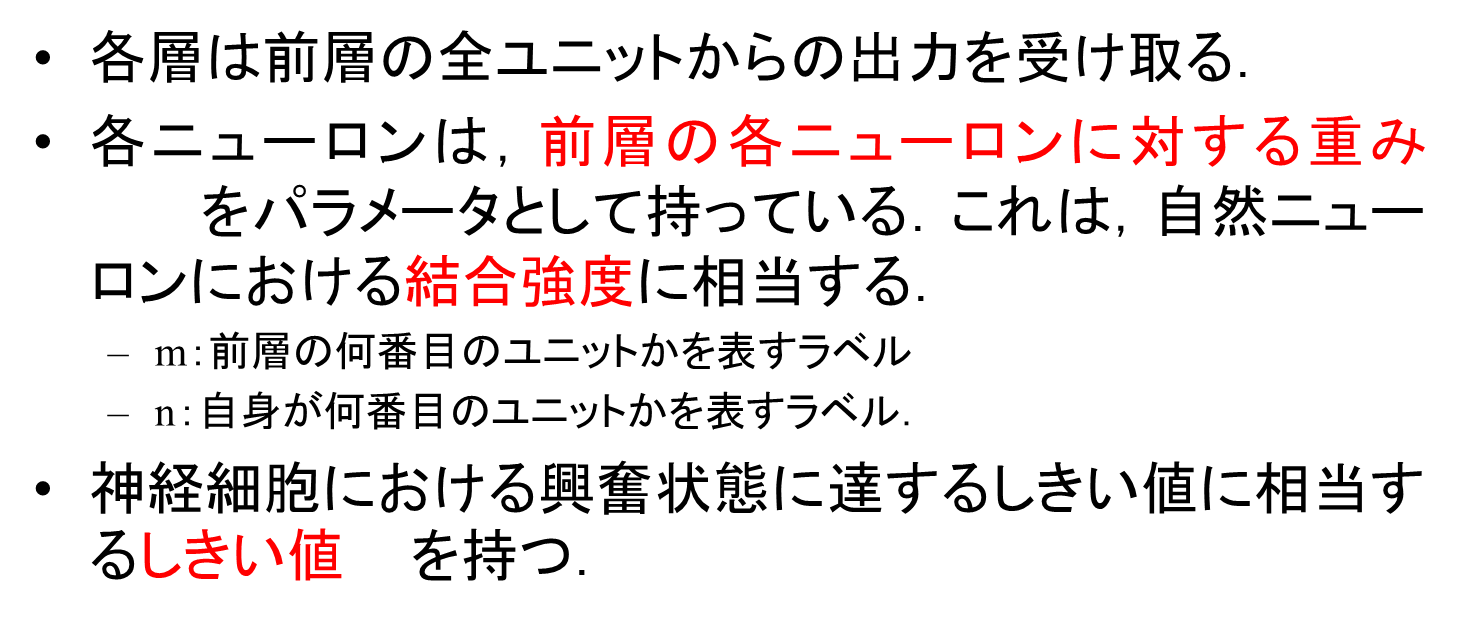 • 各層は前層の全ユニットからの出力を受け取る.
• 各ニューロンは, 前層の各ニューロンに対する重み
をパラメータとして持っている. これは, 自然ニュー
ロンにおける結合強度に相当する.
– m:前層の何番目のユニットかを表すラベル
– n:自身が何番目のユニットかを表すラベル.
• 神経細胞における興奮状態に達するしきい値に相当す
るしきい値 を持つ.